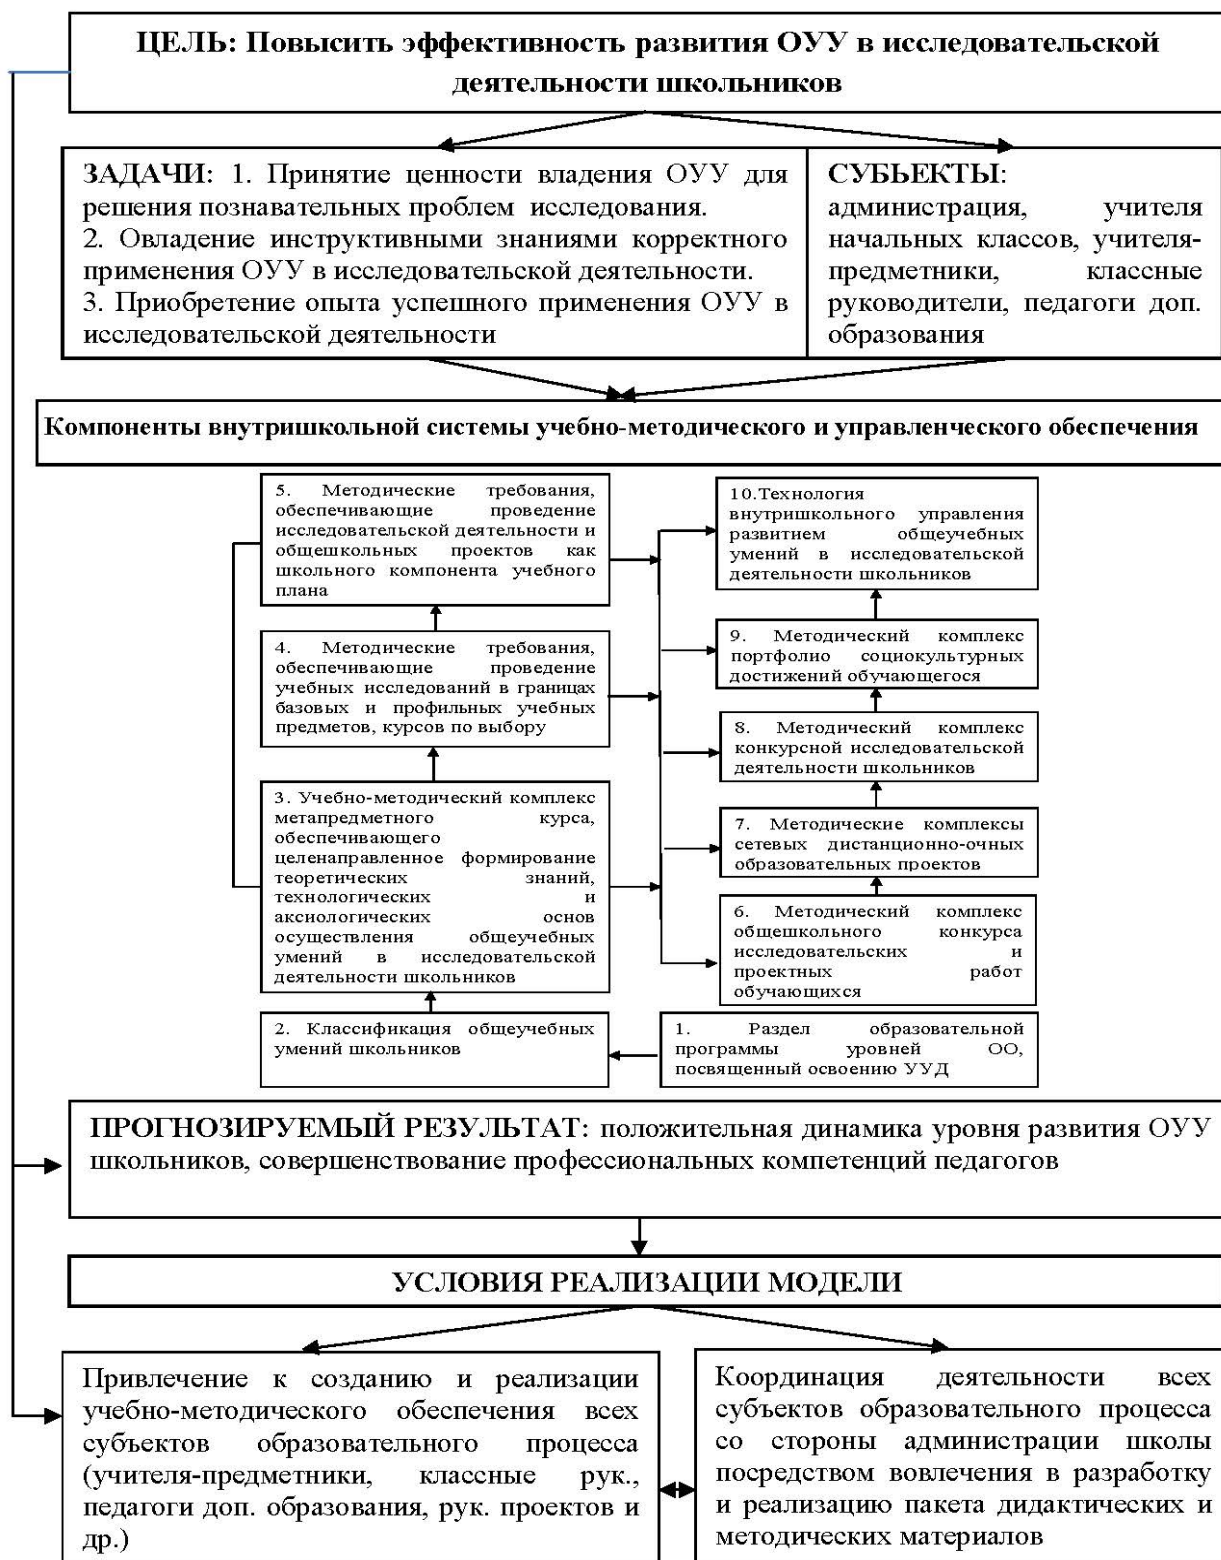 ЦЕЛЬ: Повысить эффективность развития ОУУ в исследовательской
деятельности школьников
ЗАДАЧИ: 1. Принятие ценности владения ОУУ для
решения познавательных проблем исследования.
2. Овладение инструктивными знаниями корректного
применения ОУУ в исследовательской деятельности.
3. Приобретение опыта успешного применения ОУУ в
исследовательской деятельности
СУБЬЕКТЫ:
администрация, учителя
начальных классов, учителя-
предметники, классные
руководители, педагоги доп.
образования
Компоненты внутришкольной системы учебно-методического и управленческого обеспечения
5. Методические требования,
обеспечивающие проведение
исследовательской деятельности и
общешкольных проектов как
школьного компонента учебного
плана
10.Технология
внутришкольного управления
развитием общеучебных
умений в исследовательской
деятельности школьников
4. Методические требования,
обеспечивающие проведение
учебных исследований в границах
базовых и профильных учебных
предметов, курсов по выбору
9. Методический комплекс
портфолио социокультурных
достижений обучающегося
8. Методический комплекс
конкурсной исследовательской
деятельности школьников
3. Учебно-методический комплекс
метапредметного курса,
обеспечивающего
целенаправленное формирование
теоретических знаний,
технологических и
аксиологических основ
осуществления общеучебных
умений в исследовательской
деятельности школьников
7. Методические комплексы
сетевых дистанционно-очных
образовательных проектов
6. Методический комплекс
общешкольного конкурса
исследовательских и
проектных работ
обучающихся
2. Классификация общеучебных
умений школьников
1. Раздел образовательной
программы уровней ОО,
посвященный освоению УУД
ПРОГНОЗИРУЕМЫЙ РЕЗУЛЬТАТ: положительная динамика уровня развития ОУУ
школьников, совершенствование профессиональных компетенций педагогов
УСЛОВИЯ РЕАЛИЗАЦИИ МОДЕЛИ
Привлечение к созданию и реализации
учебно-методического обеспечения всех
субъектов образовательного процесса
(учителя-предметники, классные рук.,
педагоги доп. образования, рук. проектов и
др.)
Координация деятельности всех
субъектов образовательного процесса
со стороны администрации школы
посредством вовлечения в разработку
и реализацию пакета дидактических и
методических материалов